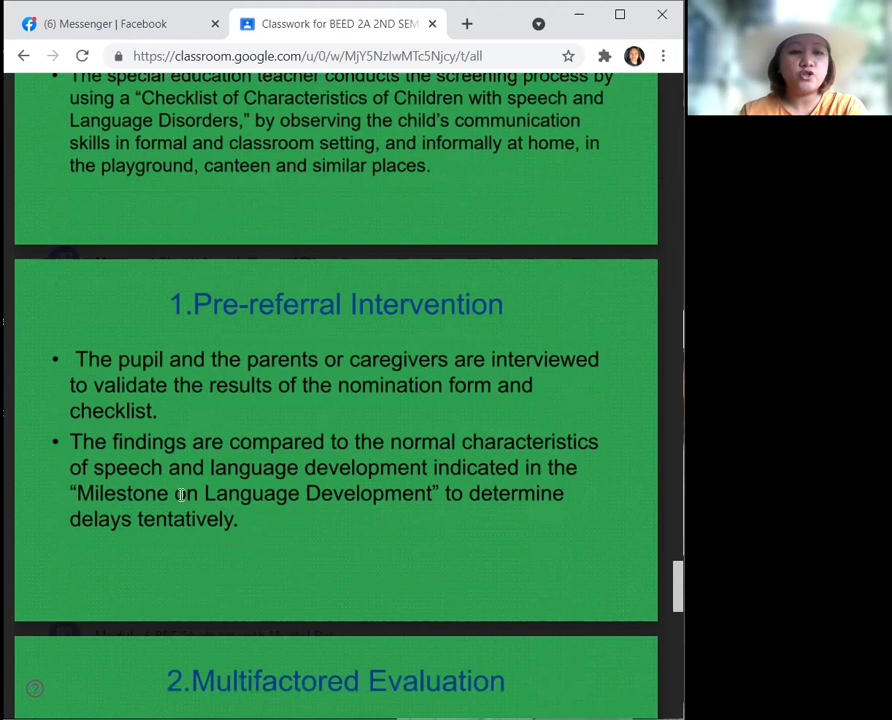 (6) Messenger | Facebook
Classwork for BEED 2A 2ND SEM
https://classroom.google.com/u/0/w/MjY5NzIwMTc5Njcy/t/all
• The special education teacher conducts the screening process by
using a “Checklist of Characteristics of Children with speech and
Language Disorders,” by observing the child’s communication
skills in formal and classroom setting, and informally at home, in
the playground, canteen and similar places.
1.Pre-referral Intervention
• The pupil and the parents or caregivers are interviewed
to validate the results of the nomination form and
checklist.
• The findings are compared to the normal characteristics
of speech and language development indicated in the
“Milestone on Language Development” to determine
delays tentatively.
2.Multifactored Evaluation